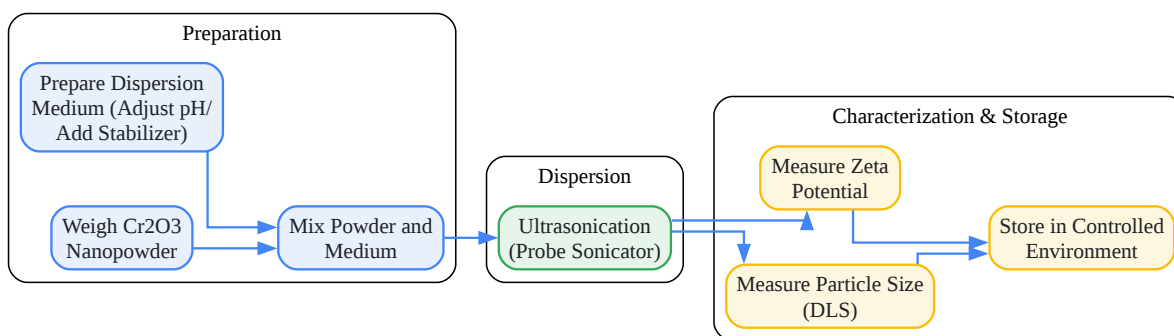 Preparation
Prepare Dispersion
Medium (Adjust pH/
Add Stabilizer)
Weigh Cr2O3
Nanopowder
Mix Powder and
Medium
Dispersion
Ultrasonication
(Probe Sonicator)
Characterization & Storage
Measure Zeta
Potential
Measure Particle Size
(DLS)
Store in Controlled
Environment